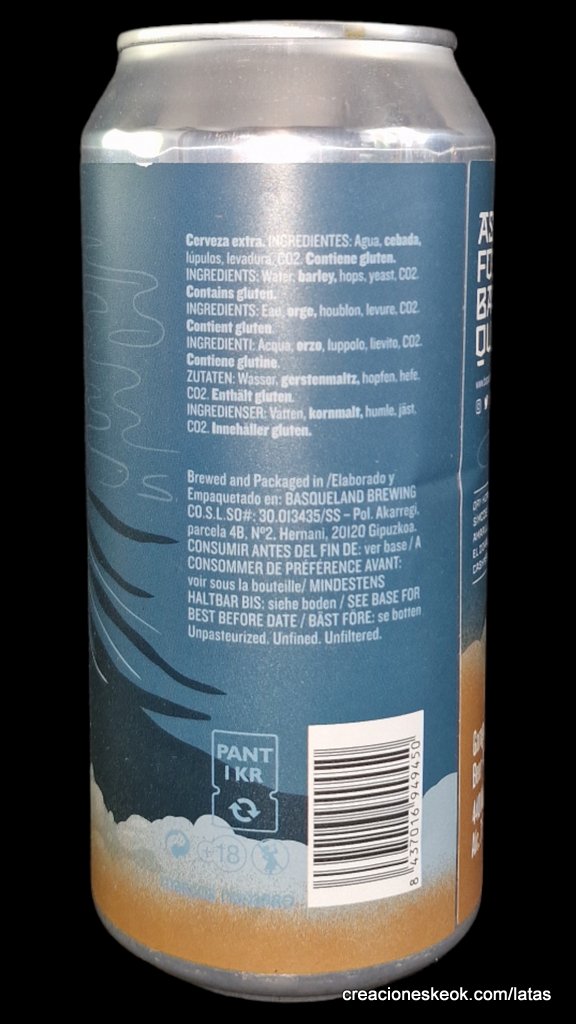 Cerveza extra. INGREDIENTES: Agua, cebada,
lúpulos, levadura, CO2. Contiene gluten.
INGREDIENTS: Water, barley, hops, yeast, CO2.
Contains gluten.
INGREDIENTS: Eau, orge, houblon, levure, CO2.
Contient gluten.
INGREDIENTI: Acqua, orzo, luppolo, lievito, CO2.
Contiene glutine.
ZUTATEN: Wasser, gerstenmaltz, hopfen, hefe,
CO2. Enthält gluten.
INGREDIENSER: Vatten, kornmalt, humle, jäst,
CO2. Innehåller gluten.
Brewed and Packaged in /Elaborado y
Empaquetado en: BASQUELAND BREWING
CO.S.L.SO#: 30.013435/SS – Pol. Akarregi,
parcela 4B, Nº2. Hernani, 20120 Gipuzkoa.
CONSUMIR ANTES DEL FIN DE: ver base / A
CONSOMMER DE PRÉFÉRENCE AVANT:
voir sous la bouteille/ MINDESTENS
HALTBAR BIS: siehe boden / SEE BASE FOR
BEST BEFORE DATE / BÄST FÖRE: se botten
Unpasteurized. Unfined. Unfiltered.
PANT
1 KR
+18
8 437016 949450
creacioneskeok.com/latas